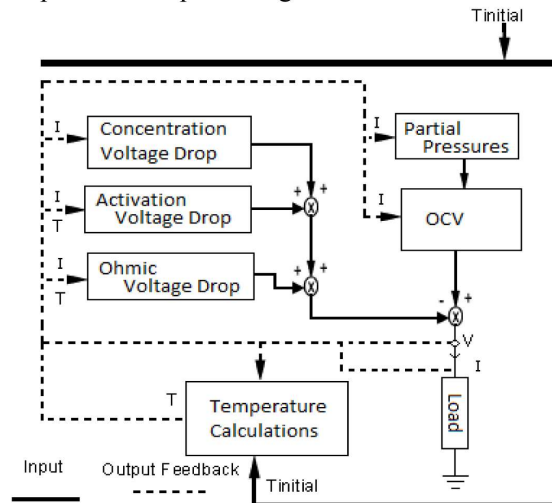 Tinitial
I
Concentration
Voltage Drop
I
Partial
Pressures
+ +
I
T
Activation
Voltage Drop
I
OCV
+ +
I
T
Ohmic
Voltage Drop
- +
V
I
T
Temperature
Calculations
Load
Input
Output Feedback
Tinitial